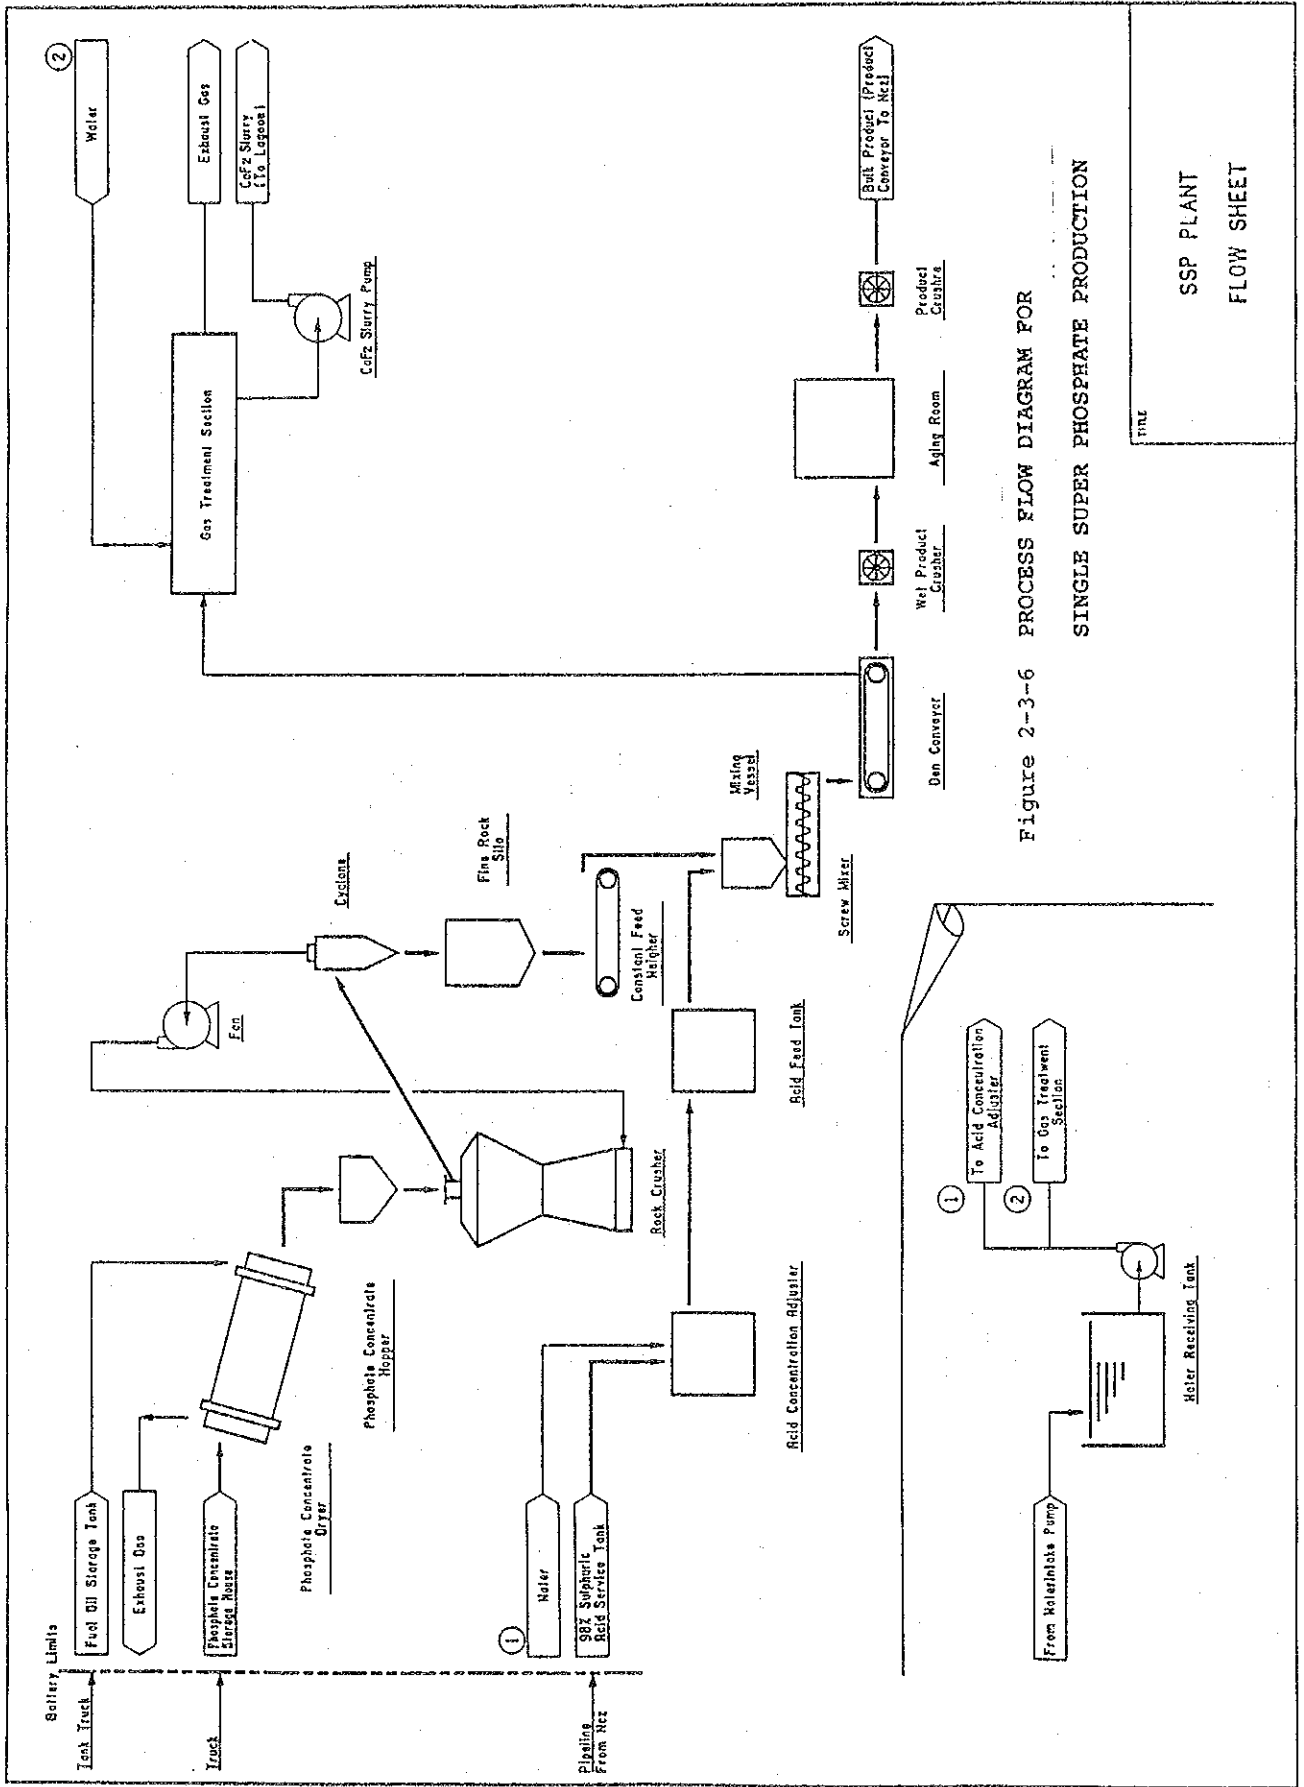 Battery Limits
Tank Truck
Truck
Pipeline
From Ncz
Fuel Oil Storage Tank
Exhaust Gas
Phosphate Concentrate
Storage House
Phosphate Concentrate
Dryer
Phosphate Concentrate
Hopper
Rock Crusher
Fan
Cyclone
Fine Rock
Silo
Constant Feed
Weigher
1
Water
98% Sulphuric
Acid Service Tank
Acid Concentration Adjuster
Acid Feed Tank
Mixing
Vessel
Screw Mixer
Den Conveyor
Wet Product
Crusher
Aging Room
Product
Crushre
Bulk Product (Product
Conveyor To Ncz)
2
Water
Exhaust Gas
CaF2 Slurry
(To Lagoon)
Gas Treatment Section
CaF2 Slurry Pump
From WaterIntake Pump
Water Receiving Tank
1
To Acid Concentration
Adjuster
2
To Gas Treatment
Section
Figure 2-3-6 PROCESS FLOW DIAGRAM FOR
SINGLE SUPER PHOSPHATE PRODUCTION
TITLE
SSP PLANT
FLOW SHEET